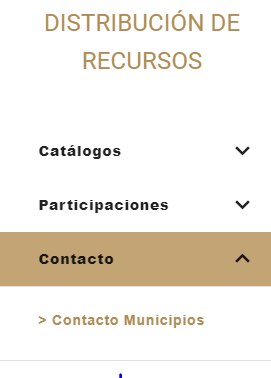 DISTRIBUCIÓN DE
RECURSOS
Catálogos
Participaciones
Contacto
> Contacto Municipios